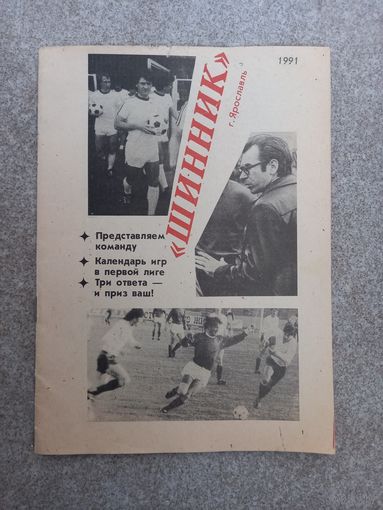 1991
«ШИННИК»
г. Ярославль
Представляем
команду
Календарь игр
в первой лиге
Три ответа —
и приз ваш!